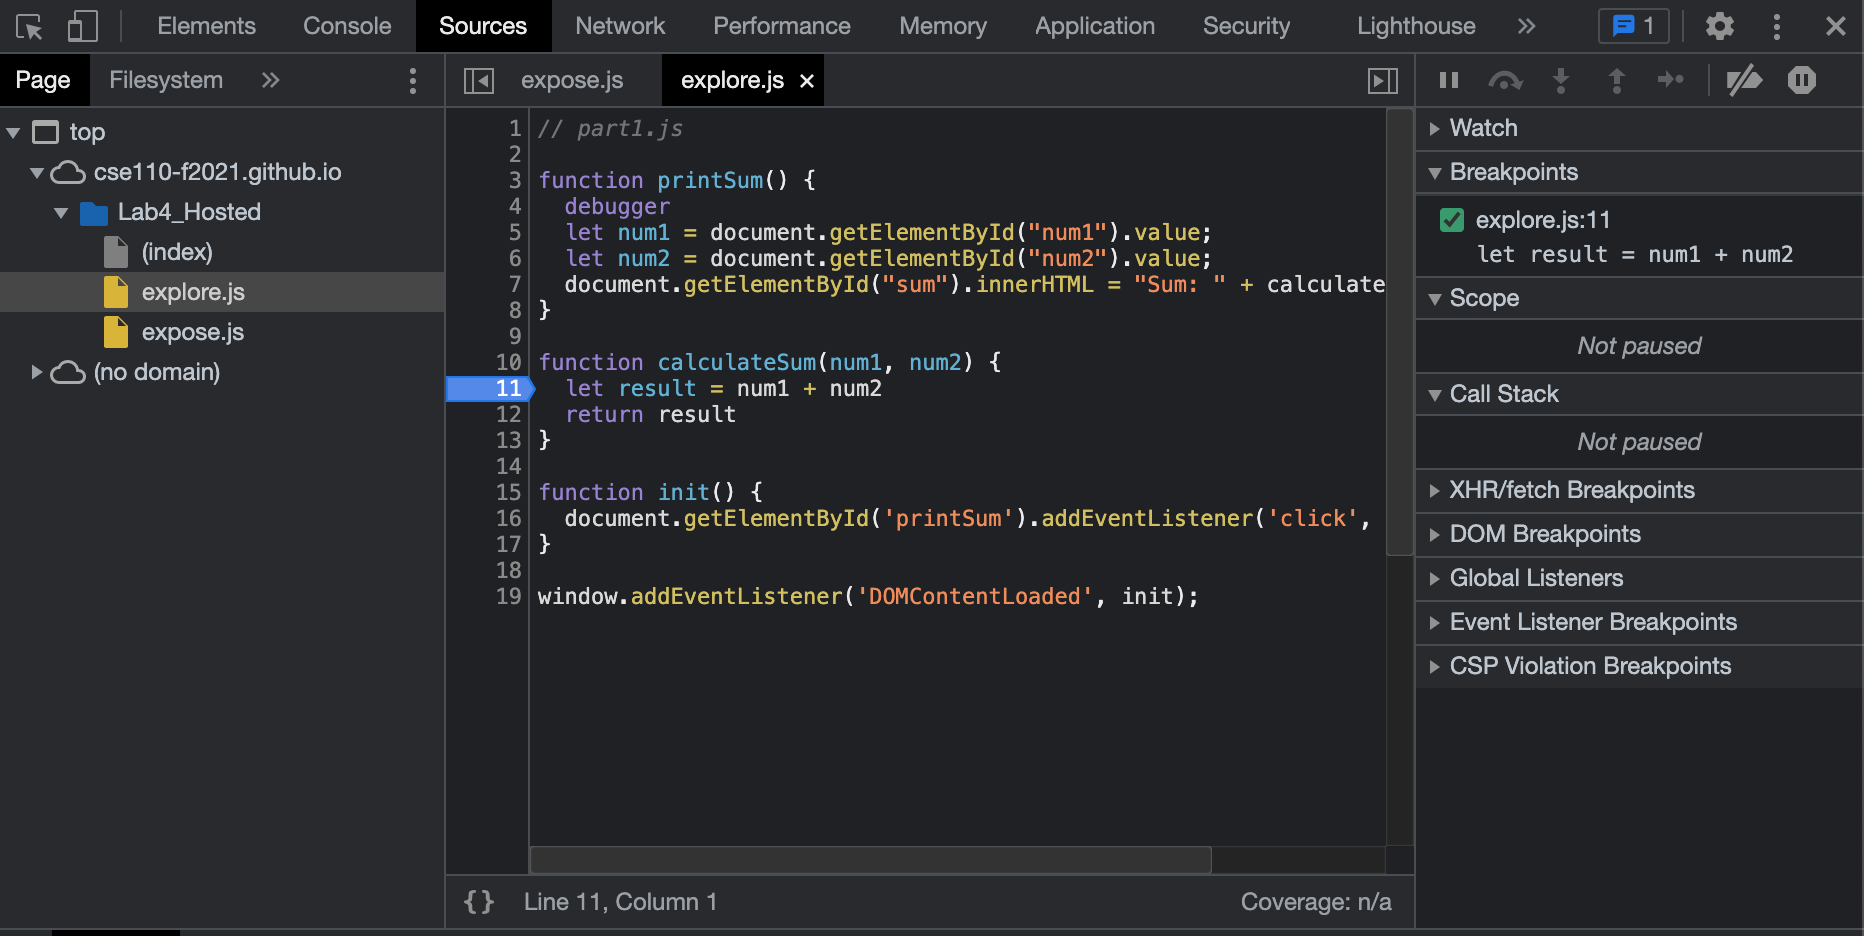 Elements Console Sources Network Performance Memory Application Security Lighthouse » 1
Page Filesystem »
expose.js explore.js ×
top
cse110-f2021.github.io
Lab4_Hosted
(index)
explore.js
expose.js
(no domain)
1 // part1.js
2
3 function printSum() {
4   debugger
5   let num1 = document.getElementById("num1").value;
6   let num2 = document.getElementById("num2").value;
7   document.getElementById("sum").innerHTML = "Sum: " + calculate
8 }
9
10 function calculateSum(num1, num2) {
11   let result = num1 + num2
12   return result
13 }
14
15 function init() {
16   document.getElementById('printSum').addEventListener('click',
17 }
18
19 window.addEventListener('DOMContentLoaded', init);
{} Line 11, Column 1 Coverage: n/a
Watch
Breakpoints
explore.js:11
let result = num1 + num2
Scope
Not paused
Call Stack
Not paused
XHR/fetch Breakpoints
DOM Breakpoints
Global Listeners
Event Listener Breakpoints
CSP Violation Breakpoints